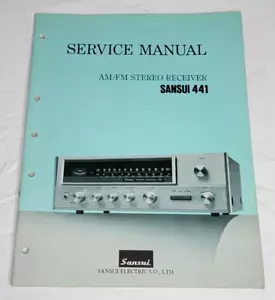 SERVICE MANUAL
AM/FM STEREO RECEIVER
SANSUI 441
Sansui
SANSUI ELECTRIC CO., LTD.